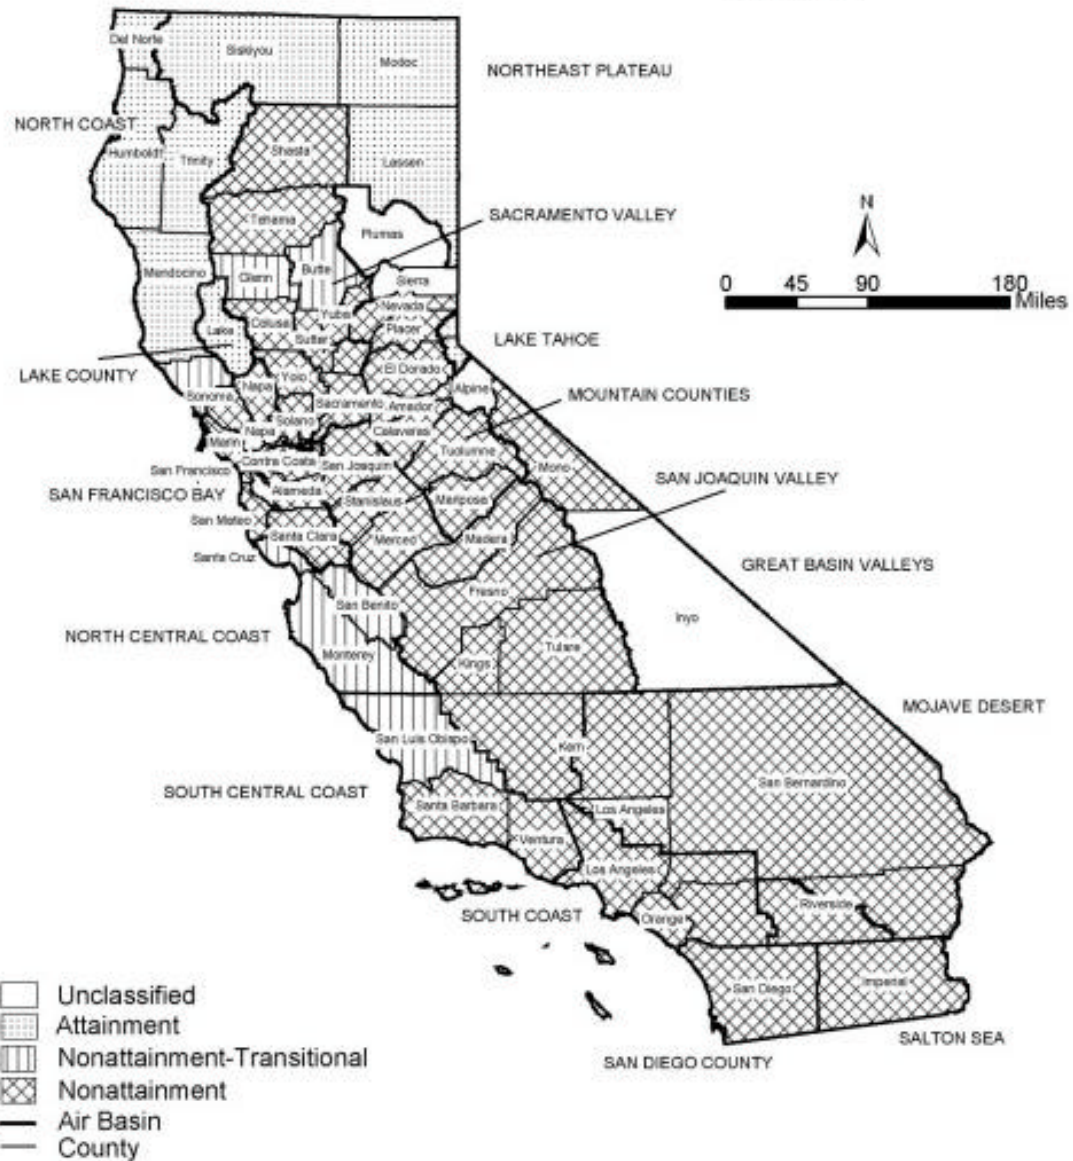 Del Norte
Siskiyou
Modoc
NORTHEAST PLATEAU
NORTH COAST
Humboldt
Trinity
Shasta
Lassen
N
SACRAMENTO VALLEY
Tehama
Plumas
Mendocino
Glenn
Butte
Sierra
0 45 90 180
Miles
Nevada
Yuba
Colusa
Placer
Lake
Sutter
LAKE TAHOE
LAKE COUNTY
El Dorado
Yolo
Napa
Alpine
MOUNTAIN COUNTIES
Sonoma
Sacramento
Amador
Solano
Napa
Calaveras
Marin
Tuolumne
Contra Costa
San Joaquin
Mono
San Francisco
SAN JOAQUIN VALLEY
SAN FRANCISCO BAY
Alameda
Stanislaus
Mariposa
San Mateo
Santa Clara
Merced
Madera
Santa Cruz
GREAT BASIN VALLEYS
Fresno
San Benito
Inyo
NORTH CENTRAL COAST
Monterey
Tulare
Kings
MOJAVE DESERT
San Luis Obispo
Kern
San Bernardino
SOUTH CENTRAL COAST
Santa Barbara
Los Angeles
Ventura
Los Angeles
Riverside
SOUTH COAST
Orange
San Diego
Imperial
SALTON SEA
SAN DIEGO COUNTY
Unclassified
Attainment
Nonattainment-Transitional
Nonattainment
Air Basin
County